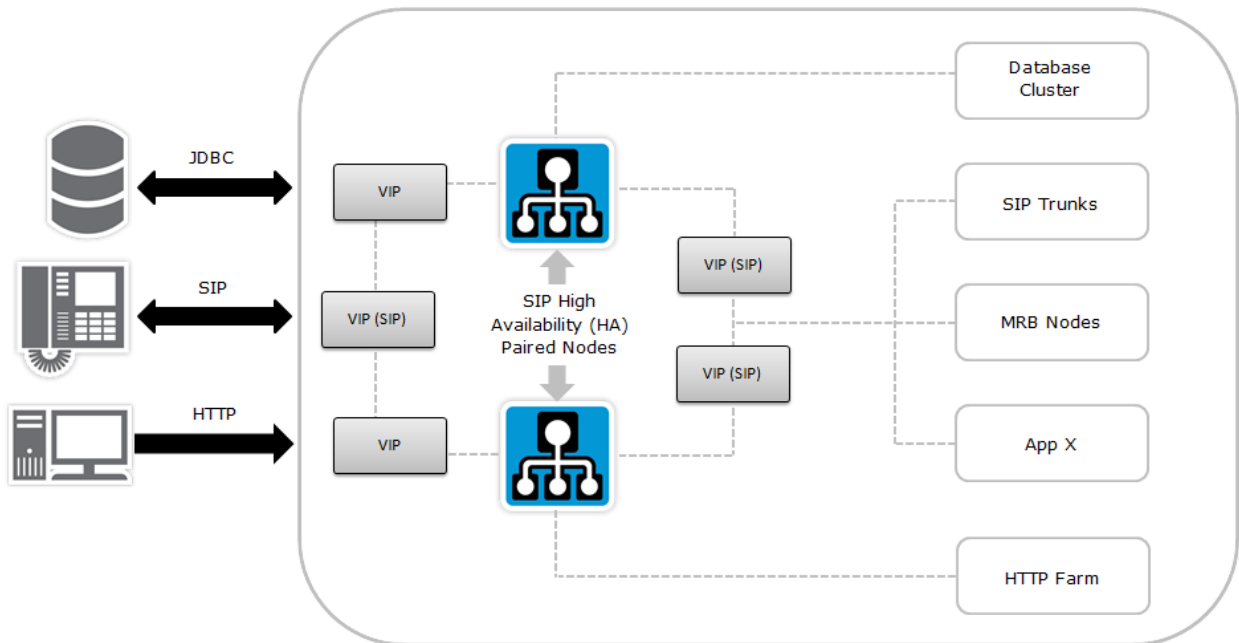 Database
Cluster
JDBC
VIP
SIP Trunks
SIP
VIP (SIP)
SIP High
Availability (HA)
Paired Nodes
VIP (SIP)
MRB Nodes
VIP (SIP)
HTTP
VIP
App X
HTTP Farm